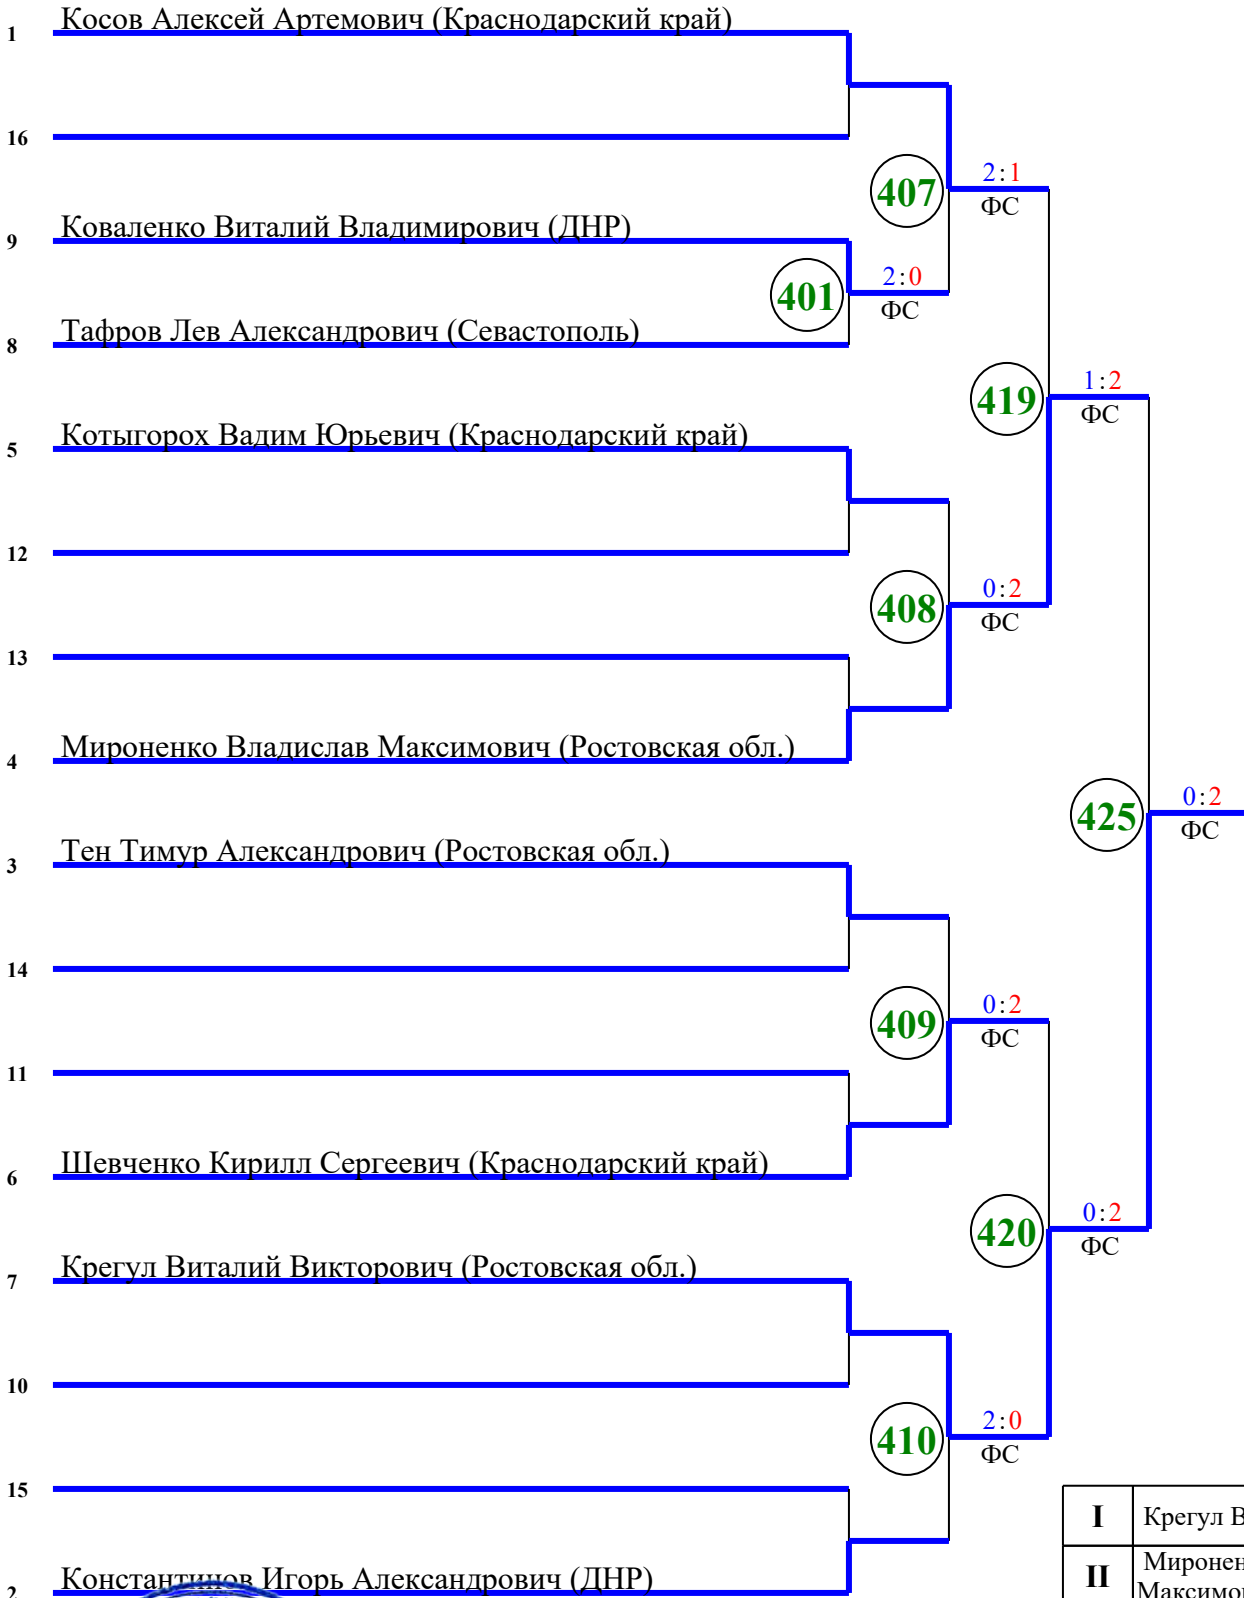 Косов Алексей Артемович (Краснодарский край)
1
16
2:1
407
ФС
Коваленко Виталий Владимирович (ДНР)
9
2:0
401
ФС
Тафров Лев Александрович (Севастополь)
8
1:2
419
ФС
Котыгорох Вадим Юрьевич (Краснодарский край)
5
12
0:2
408
ФС
13
Мироненко Владислав Максимович (Ростовская обл.)
4
0:2
425
ФС
Тен Тимур Александрович (Ростовская обл.)
3
14
0:2
409
ФС
11
Шевченко Кирилл Сергеевич (Краснодарский край)
6
0:2
420
ФС
Крегул Виталий Викторович (Ростовская обл.)
7
10
2:0
410
ФС
15
I Крегул В
Константинов Игорь Александрович (ДНР)
2
II Миронен
Максимо